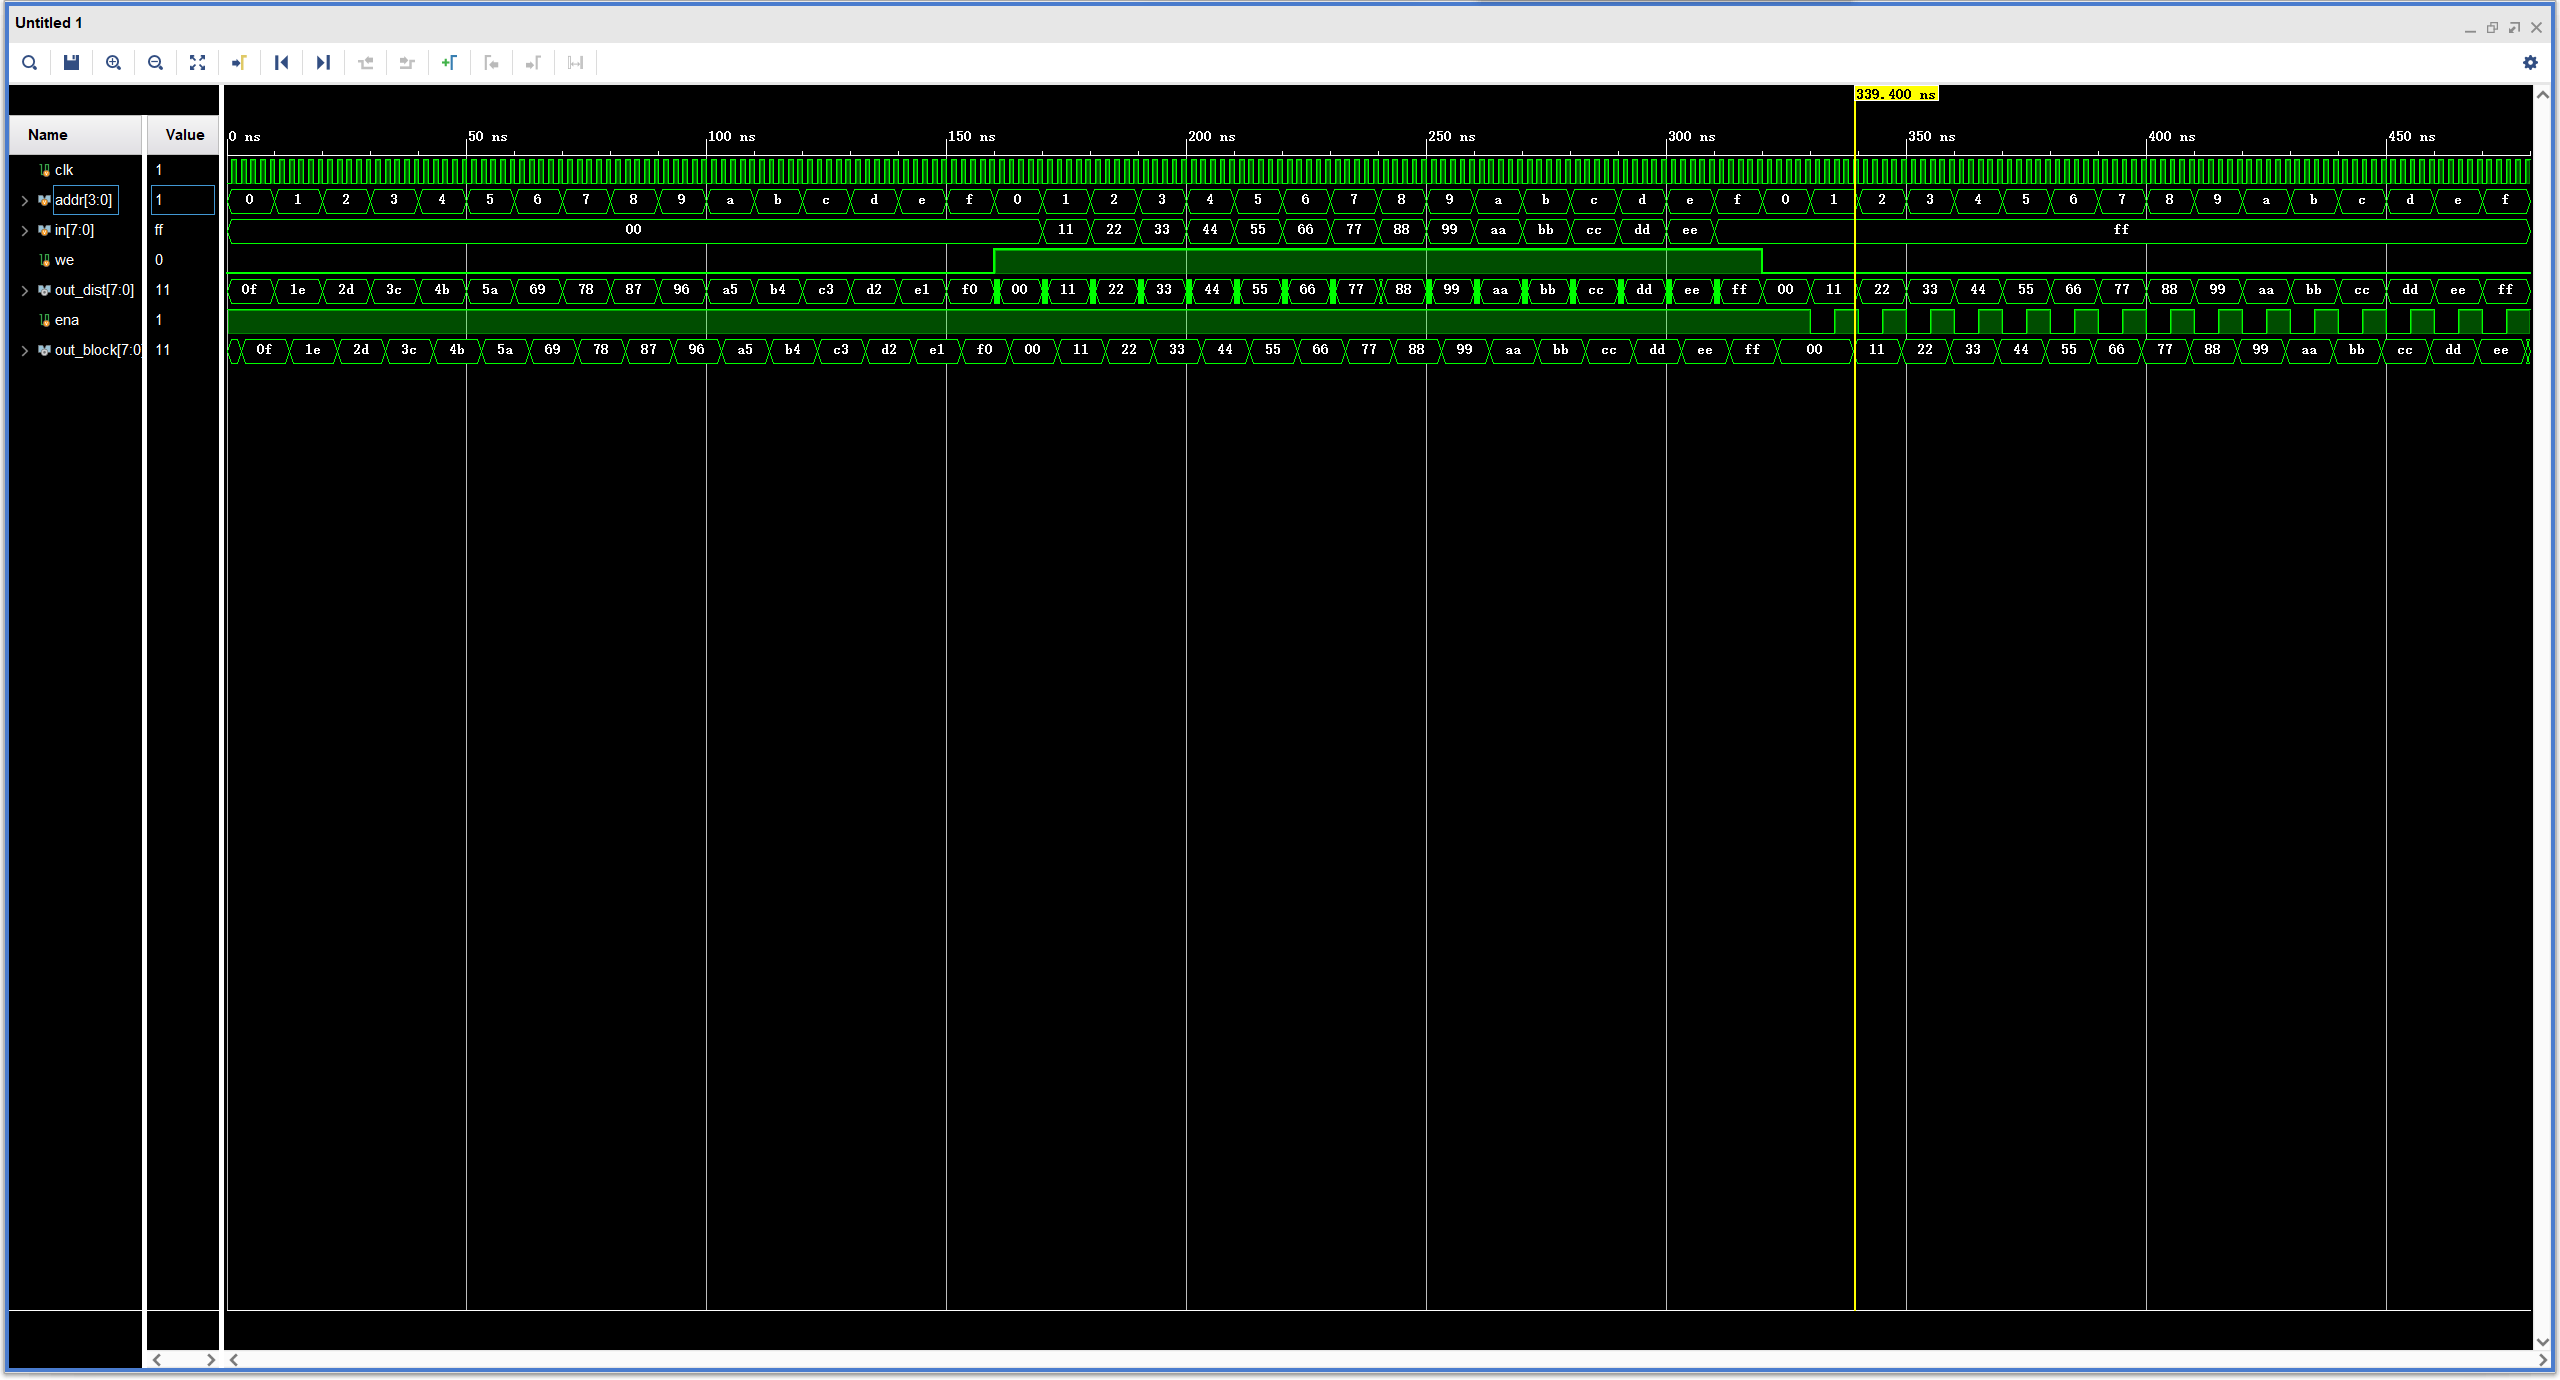 Untitled 1
339.400 ns
Name Value 0 ns 50 ns 100 ns 150 ns 200 ns 250 ns 300 ns 350 ns 400 ns 450 ns
clk 1
addr[3:0] 1 0 1 2 3 4 5 6 7 8 9 a b c d e f 0 1 2 3 4 5 6 7 8 9 a b c d e f 0 1 2 3 4 5 6 7 8 9 a b c d e f
in[7:0] ff 00 11 22 33 44 55 66 77 88 99 aa bb cc dd ee ff
we 0
out_dist[7:0] 11 0f 1e 2d 3c 4b 5a 69 78 87 96 a5 b4 c3 d2 e1 f0 00 11 22 33 44 55 66 77 88 99 aa bb cc dd ee ff 00 11 22 33 44 55 66 77 88 99 aa bb cc dd ee ff
ena 1
out_block[7:0 11 0f 1e 2d 3c 4b 5a 69 78 87 96 a5 b4 c3 d2 e1 f0 00 11 22 33 44 55 66 77 88 99 aa bb cc dd ee ff 00 11 22 33 44 55 66 77 88 99 aa bb cc dd ee